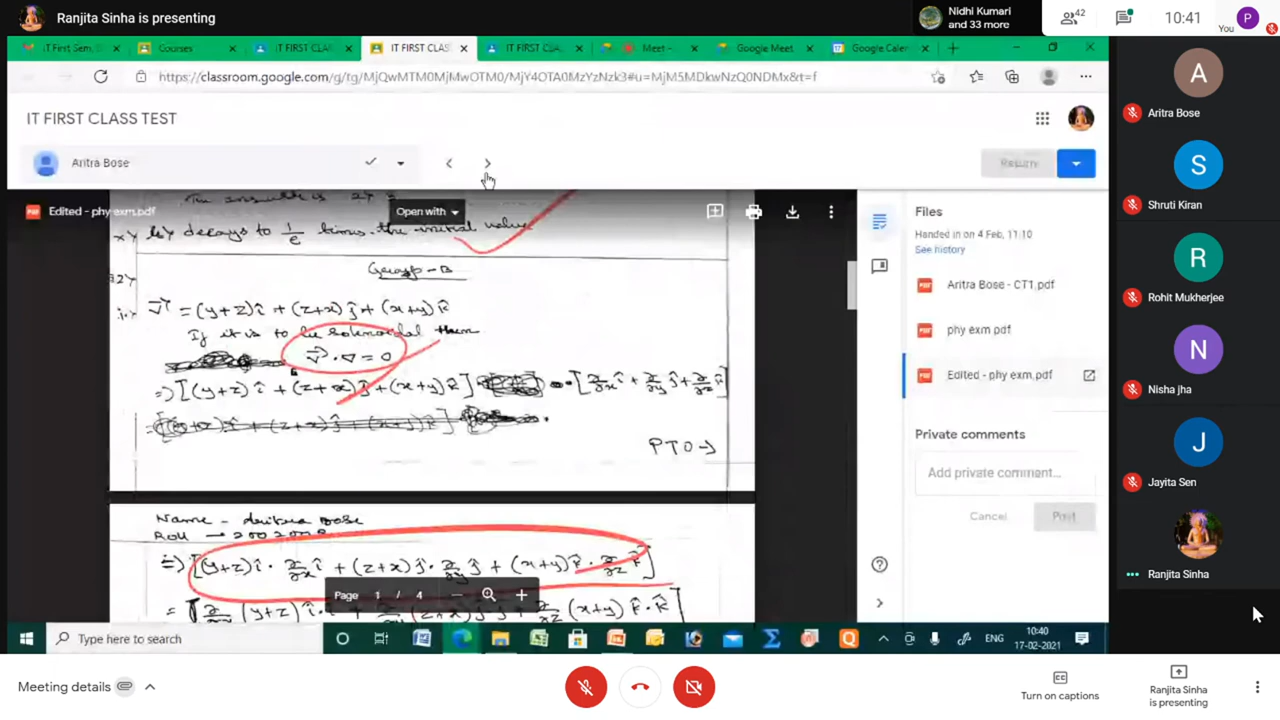 Ranjita Sinha is presenting
Nidhi Kumari
and 33 more
42
10:41
You
P
IT First Sem,
Courses
IT FIRST CLA
IT FIRST CLAS
IT FIRST CLA
Meet -
Google Meet
Google Caler
https://classroom.google.com/g/tg/MjQwMTM0MjMwOTM0/MjY4OTA0MzYzNzk3#u=MjM5MDkwNzQ0NDMx&t=f
IT FIRST CLASS TEST
Aritra Bose
Return
Edited - phy exm.pdf
Open with
The answer is
decays to 1/e times the initial value
Group-B
i.
V⃗ = (y+z)î + (z+x)ĵ + (x+y)k̂
If it is to be solenoidal then
V⃗ · ∇ = 0
=> [(y+z)î + (z+x)ĵ + (x+y)k̂] · [∂/∂x î + ∂/∂y ĵ + ∂/∂z k̂]
PTO→
Name - Aritra Bose
Roll →
=> [(y+z)î · ∂/∂x î + (z+x)ĵ · ∂/∂y ĵ + (x+y)k̂ · ∂/∂z k̂]
= [∂/∂x (y+z) î·î + ∂/∂y (z+x) ĵ·ĵ + ∂/∂z (x+y) k̂·k̂]
Page 1 / 4
Files
Handed in on 4 Feb, 11:10
See history
Aritra Bose - CT1.pdf
phy exm pdf
Edited - phy exm.pdf
Private comments
Add private comment...
Cancel
Post
A
Aritra Bose
S
Shruti Kiran
R
Rohit Mukherjee
N
Nisha jha
J
Jayita Sen
Ranjita Sinha
Type here to search
ENG
10:40
17-02-2021
Meeting details
Turn on captions
Ranjita Sinha
is presenting